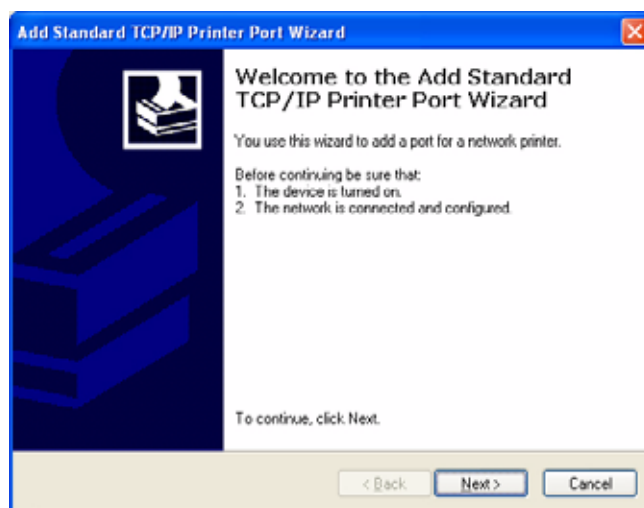 Add Standard TCP/IP Printer Port Wizard
Welcome to the Add Standard
TCP/IP Printer Port Wizard
You use this wizard to add a port for a network printer.
Before continuing be sure that:
1. The device is turned on.
2. The network is connected and configured.
To continue, click Next.
< Back
Next >
Cancel